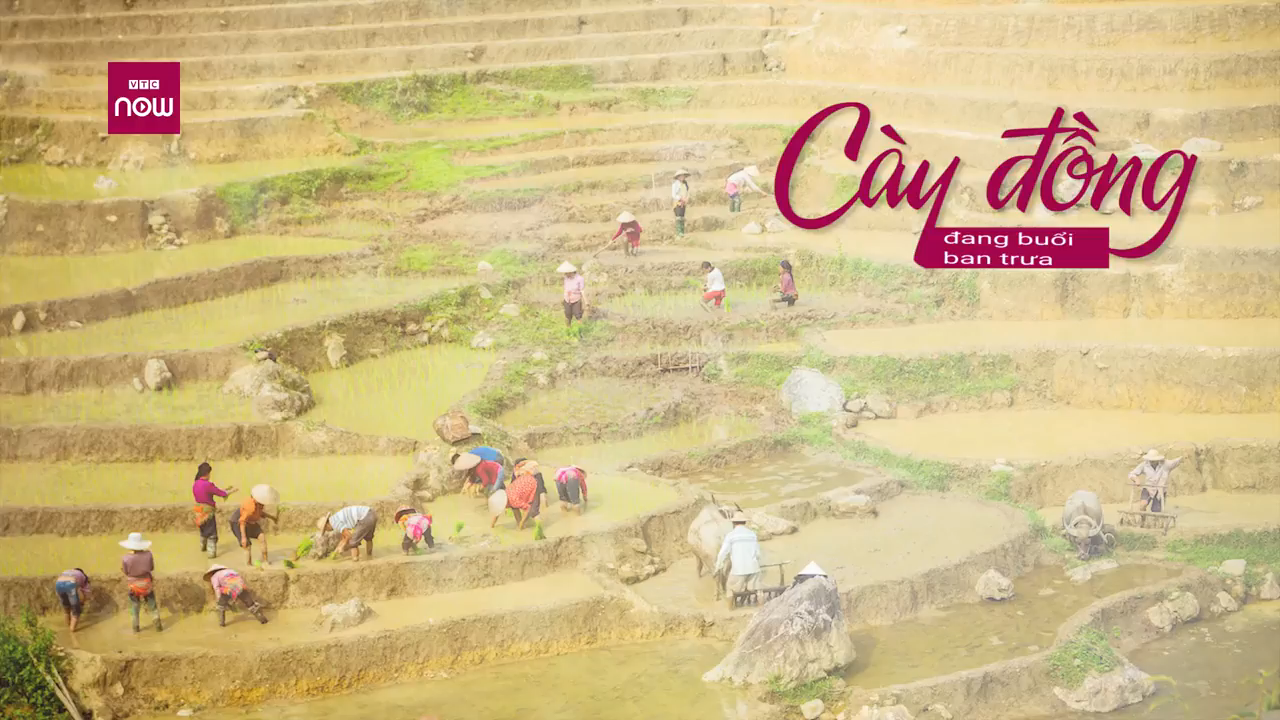 VTC
now
Cày đồng
đang buổi
ban trưa